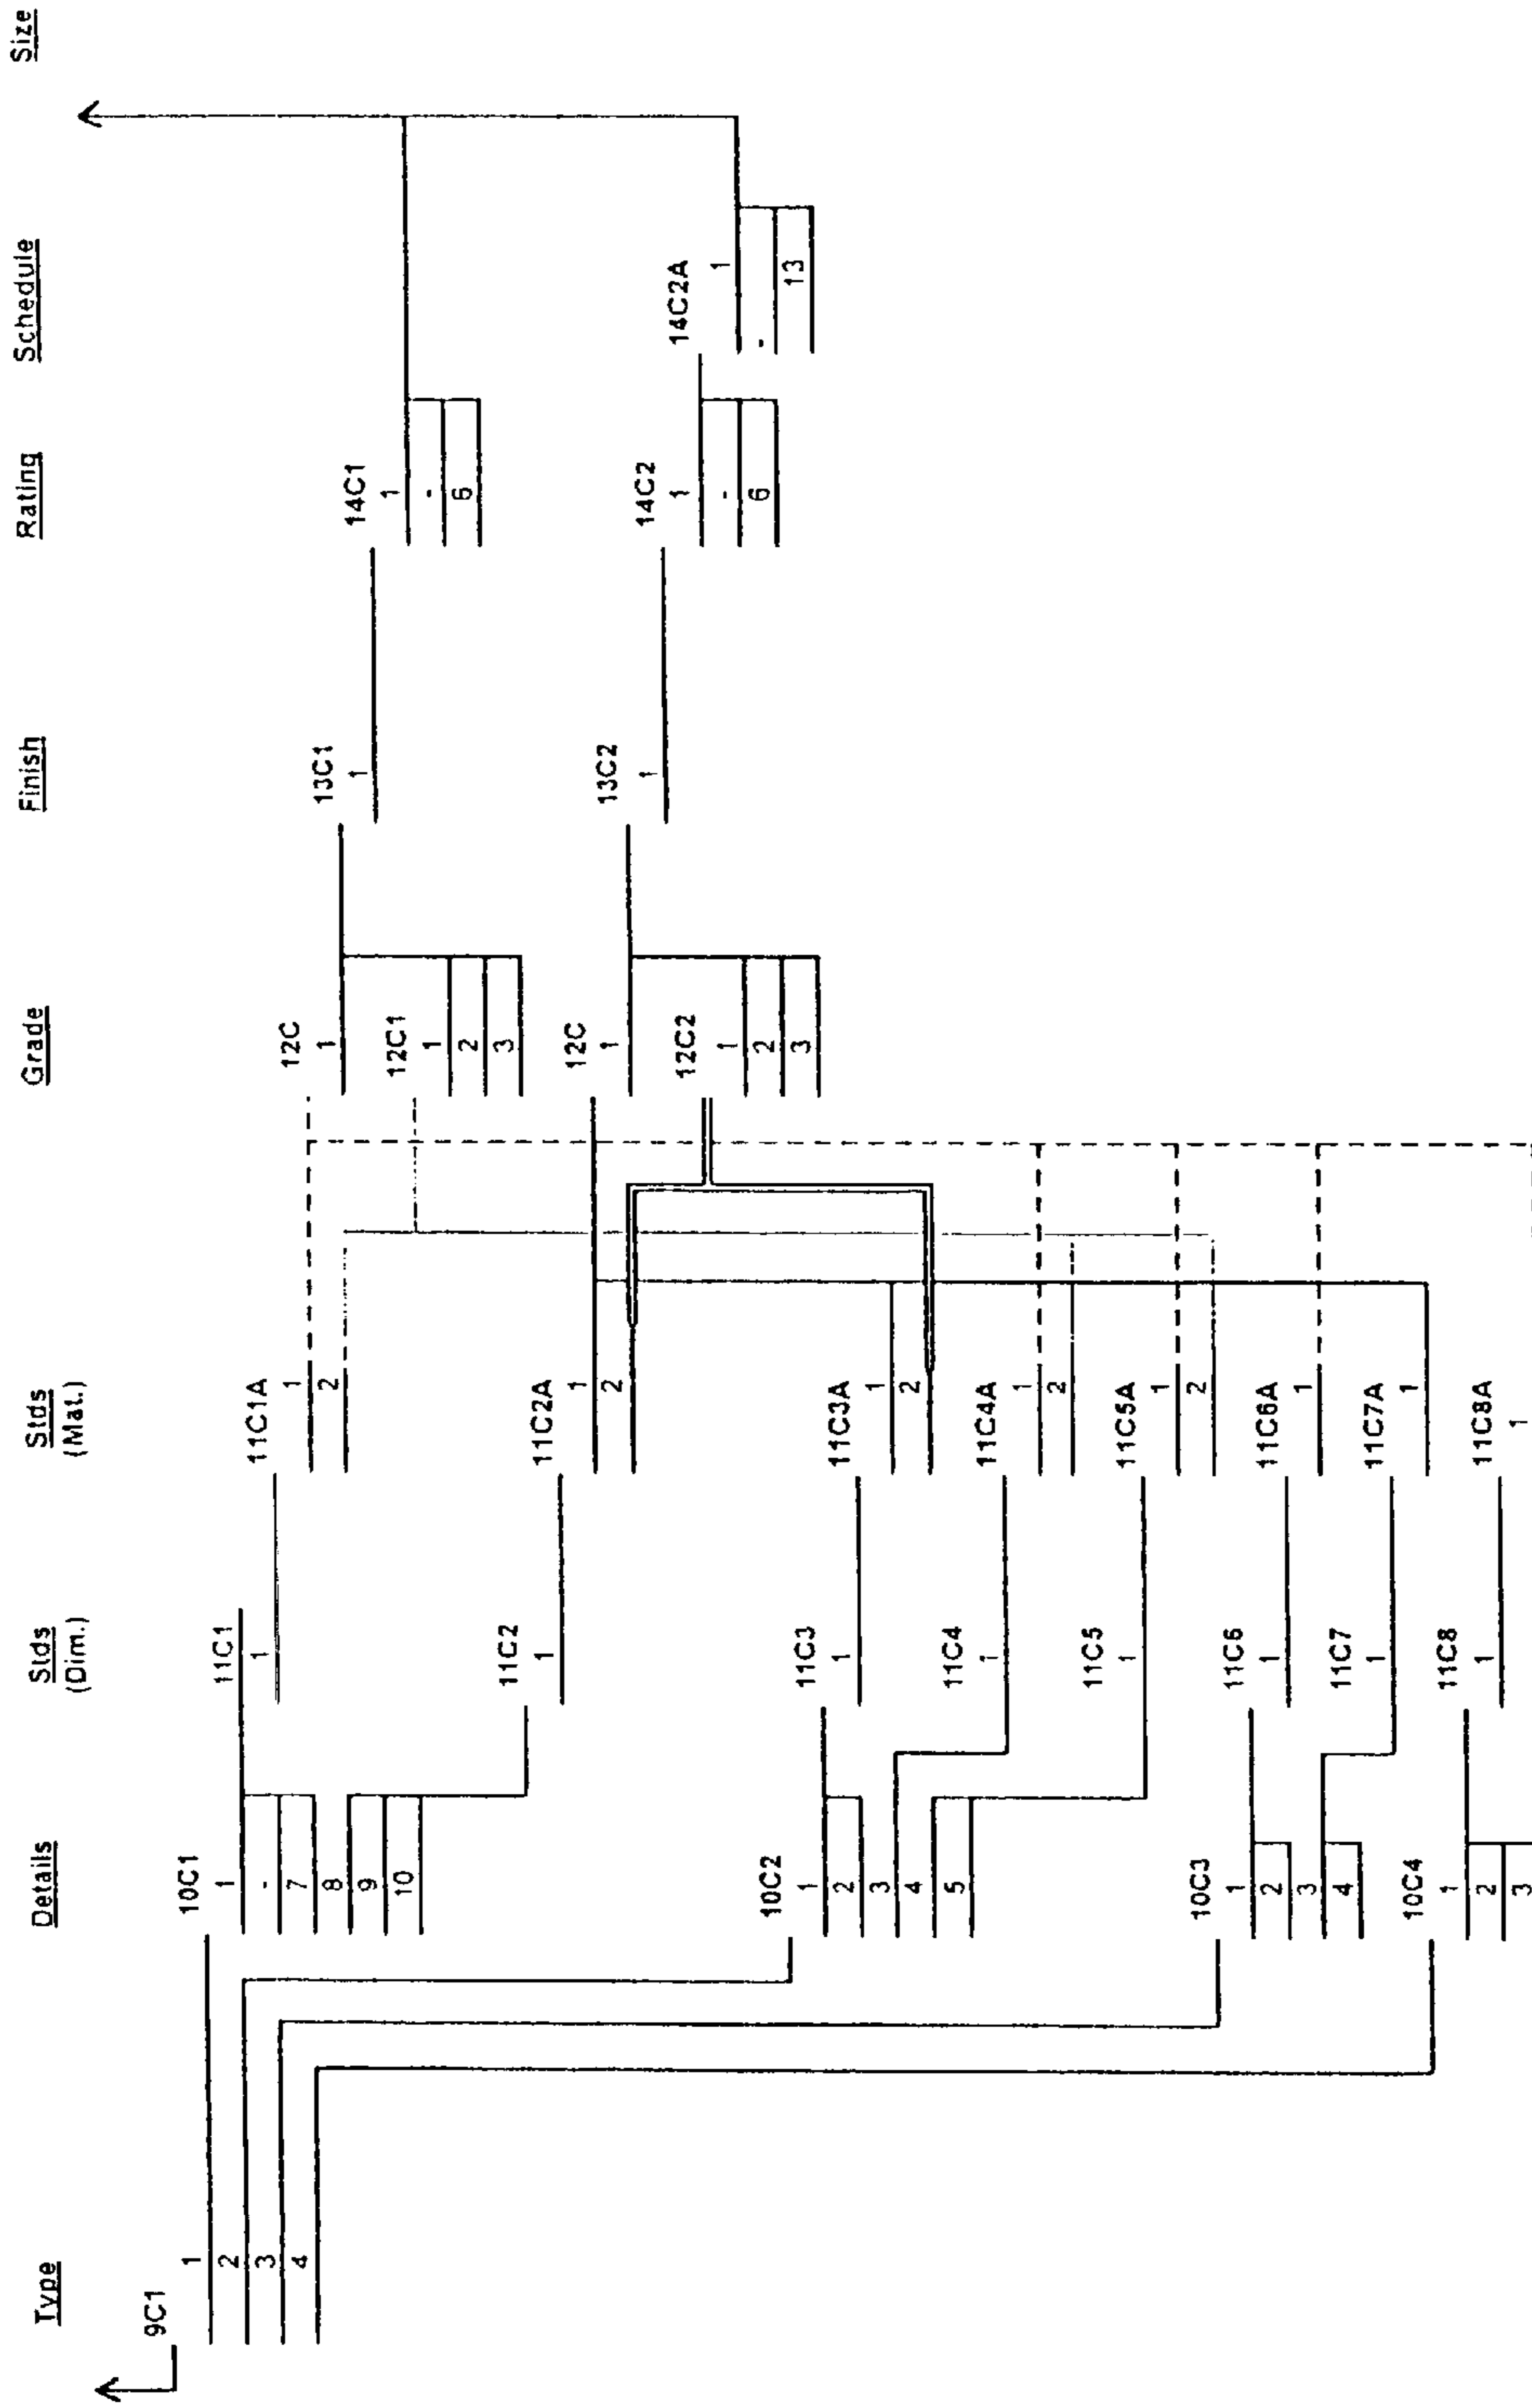 Type
Details
Stds
(Dim.)
Stds
(Mat.)
Grade
Finish
Rating
Schedule
Size
9C1
1
2
3
4
10C1
1
-
7
8
9
10
10C2
1
2
3
4
5
10C3
1
2
3
4
10C4
1
2
3
11C1
1
11C2
1
11C3
1
11C4
1
11C5
1
11C6
1
11C7
1
11C8
1
11C1A
1
2
11C2A
1
2
11C3A
1
2
11C4A
1
2
11C5A
1
2
11C6A
1
11C7A
1
11C8A
1
12C
1
12C1
1
2
3
12C
1
12C2
1
2
3
13C1
1
13C2
1
14C1
1
-
6
14C2
1
-
6
14C2A
1
-
13